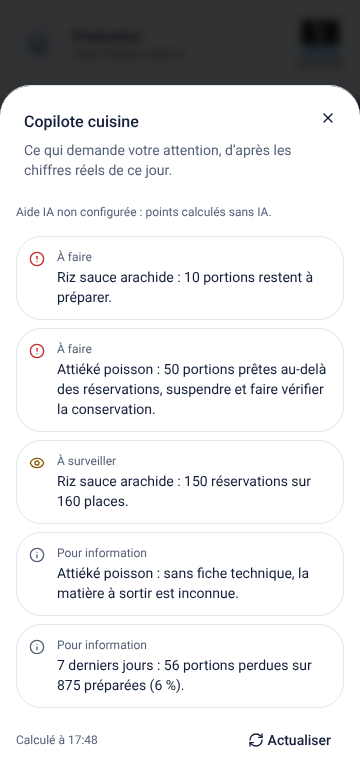 Production
Copilote cuisine
Ce qui demande votre attention, d’après les
chiffres réels de ce jour.
Aide IA non configurée : points calculés sans IA.
À faire
Riz sauce arachide : 10 portions restent à
préparer.
À faire
Attiéké poisson : 50 portions prêtes au-delà
des réservations, suspendre et faire vérifier
la conservation.
À surveiller
Riz sauce arachide : 150 réservations sur
160 places.
Pour information
Attiéké poisson : sans fiche technique, la
matière à sortir est inconnue.
Pour information
7 derniers jours : 56 portions perdues sur
875 préparées (6 %).
Calculé à 17:48
Actualiser